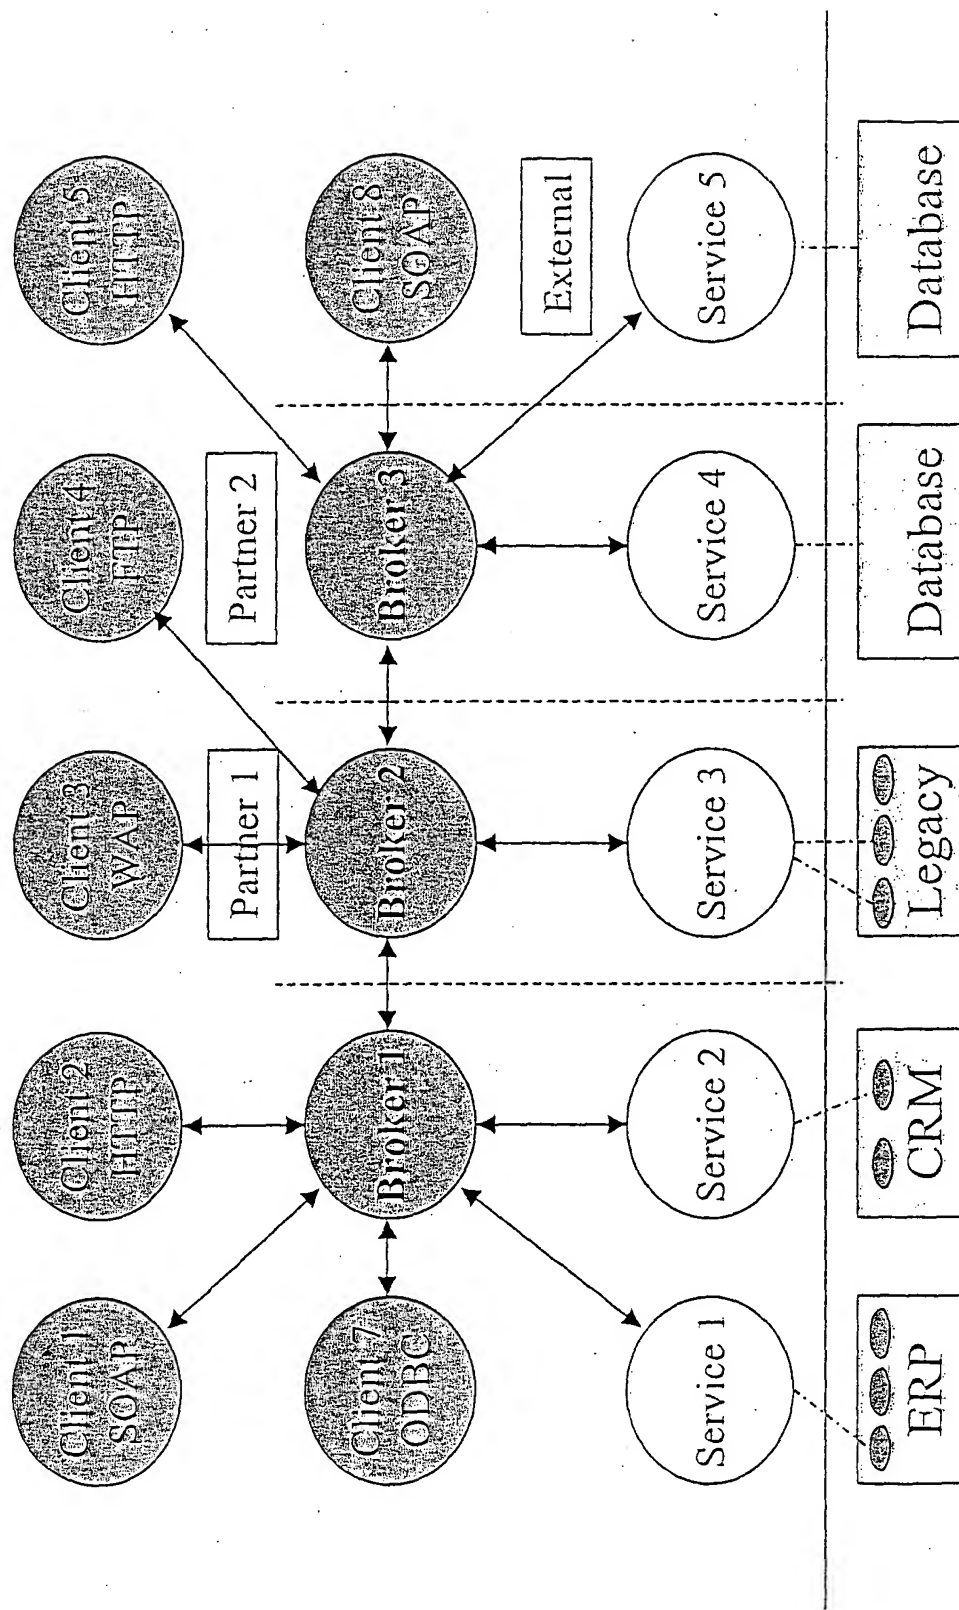 Client 1
SOAP
Client 2
HTTP
Client 3
WAP
Client 4
FTP
Client 5
HTTP
Partner 1
Partner 2
Client 7
ODBC
Broker 1
Broker 2
Broker 3
Client 8
SOAP
External
Service 1
Service 2
Service 3
Service 4
Service 5
ERP
CRM
Legacy
Database
Database